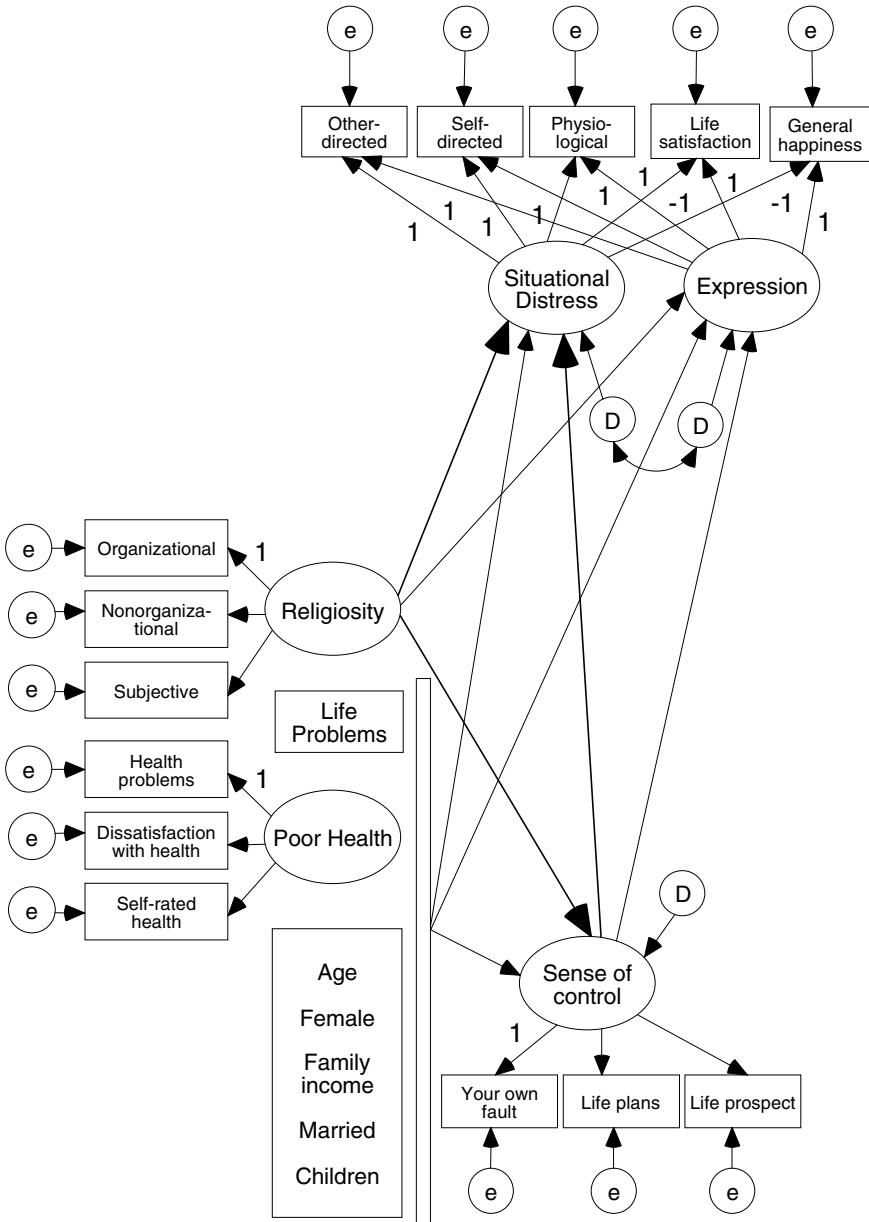 e e e e e
Other-
directed
Self-
directed
Physio-
logical
Life
satisfaction
General
happiness
1 1 1 1 1 1 -1 1 -1 1
Situational
Distress
Expression
D D
e
Organizational
1
e
Nonorganiza-
tional
Religiosity
e
Subjective
Life
Problems
e
Health
problems
1
e
Dissatisfaction
with health
Poor Health
e
Self-rated
health
D
Age
Female
Family
income
Married
Children
Sense of
control
1
Your own
fault
Life plans
Life prospect
e e e